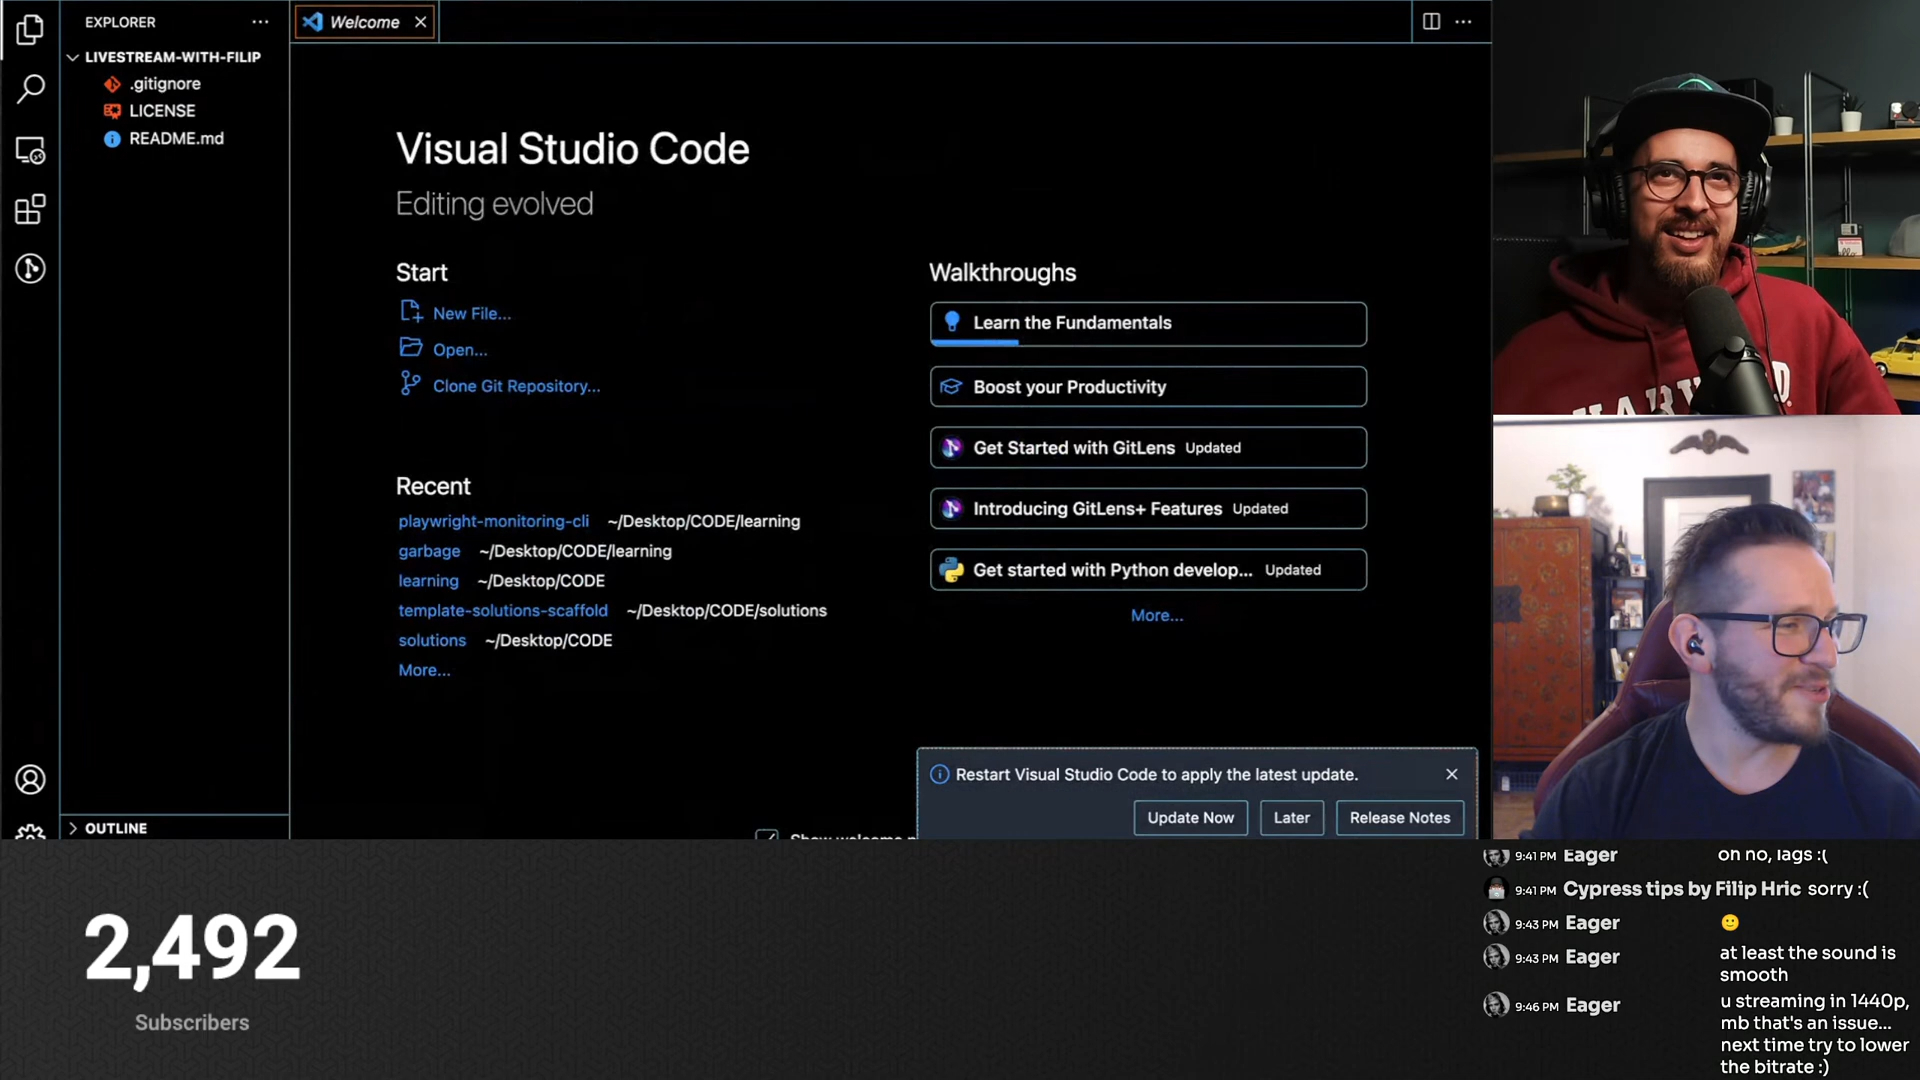 EXPLORER
LIVESTREAM-WITH-FILIP
.gitignore
LICENSE
README.md
OUTLINE
Welcome
Visual Studio Code
Editing evolved
Start
New File...
Open...
Clone Git Repository...
Recent
playwright-monitoring-cli ~/Desktop/CODE/learning
garbage ~/Desktop/CODE/learning
learning ~/Desktop/CODE
template-solutions-scaffold ~/Desktop/CODE/solutions
solutions ~/Desktop/CODE
More...
Walkthroughs
Learn the Fundamentals
Boost your Productivity
Get Started with GitLens Updated
Introducing GitLens+ Features Updated
Get started with Python develop... Updated
More...
Show welcome
Restart Visual Studio Code to apply the latest update.
Update Now
Later
Release Notes
2,492
Subscribers
9:41 PM Eager oh no, lags :(
9:41 PM Cypress tips by Filip Hric sorry :(
9:43 PM Eager 🙂
9:43 PM Eager at least the sound is
smooth
9:46 PM Eager u streaming in 1440p,
mb that's an issue...
next time try to lower
the bitrate :)